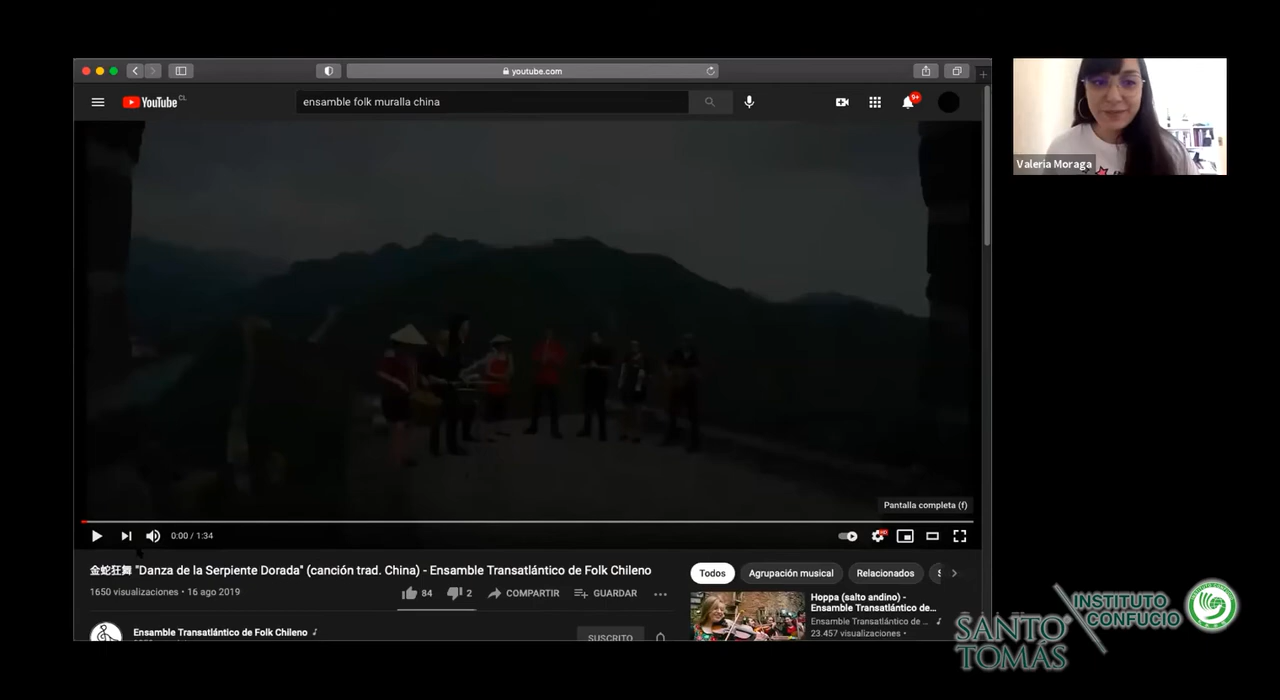 youtube.com
YouTube CL
ensamble folk muralla china
9+
Valeria Moraga
Pantalla completa (f)
0:00 / 1:34
HD
金蛇狂舞 "Danza de la Serpiente Dorada" (canción trad. China) - Ensamble Transatlántico de Folk Chileno
1650 visualizaciones • 16 ago 2019
84
2
COMPARTIR
GUARDAR
Ensamble Transatlántico de Folk Chileno
SUSCRITO
Todos
Agrupación musical
Relacionados
Hoppa (salto andino) -
Ensamble Transatlántico de...
Ensamble Transatlántico de ...
23.457 visualizaciones •
SANTO
TOMÁS
INSTITUTO
CONFUCIO